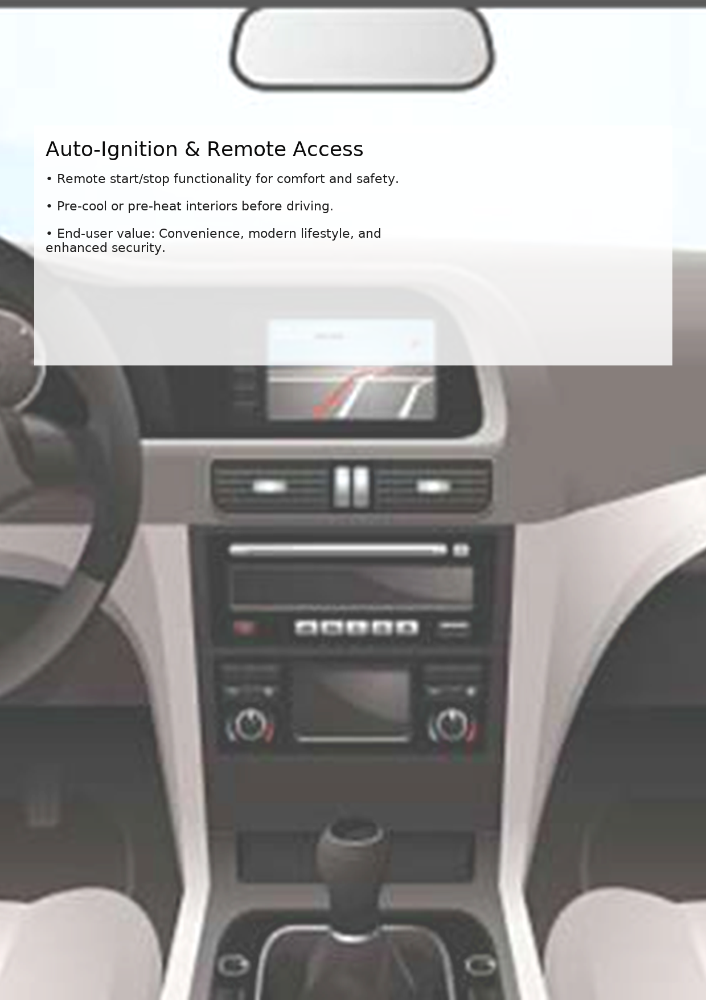 Auto-Ignition & Remote Access
• Remote start/stop functionality for comfort and safety.
• Pre-cool or pre-heat interiors before driving.
• End-user value: Convenience, modern lifestyle, and
enhanced security.